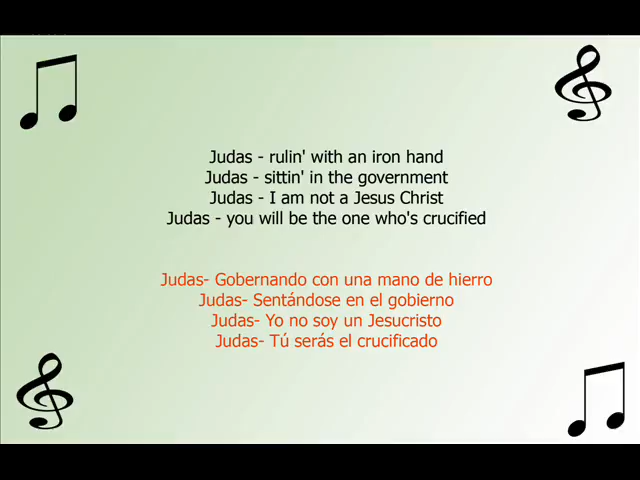 Judas - rulin' with an iron hand
Judas - sittin' in the government
Judas - I am not a Jesus Christ
Judas - you will be the one who's crucified
Judas- Gobernando con una mano de hierro
Judas- Sentándose en el gobierno
Judas- Yo no soy un Jesucristo
Judas- Tú serás el crucificado